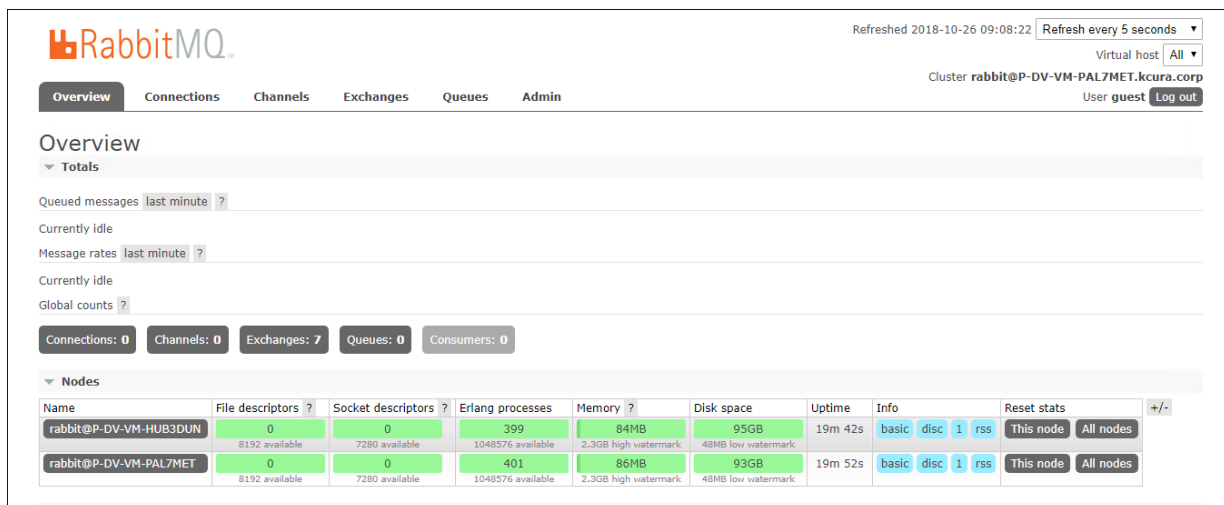 RabbitMQ
Refreshed 2018-10-26 09:08:22 Refresh every 5 seconds
Virtual host All
Cluster rabbit@P-DV-VM-PAL7MET.kcura.corp
User guest Log out
Overview Connections Channels Exchanges Queues Admin
Overview
Totals
Queued messages last minute ?
Currently idle
Message rates last minute ?
Currently idle
Global counts ?
Connections: 0 Channels: 0 Exchanges: 7 Queues: 0 Consumers: 0
Nodes
Name File descriptors ? Socket descriptors ? Erlang processes Memory ? Disk space Uptime Info Reset stats +/-
rabbit@P-DV-VM-HUB3DUN 0 0 399 84MB 95GB 19m 42s basic disc 1 rss This node All nodes
8192 available 7280 available 1048576 available 2.3GB high watermark 48MB low watermark
rabbit@P-DV-VM-PAL7MET 0 0 401 86MB 93GB 19m 52s basic disc 1 rss This node All nodes
8192 available 7280 available 1048576 available 2.3GB high watermark 48MB low watermark